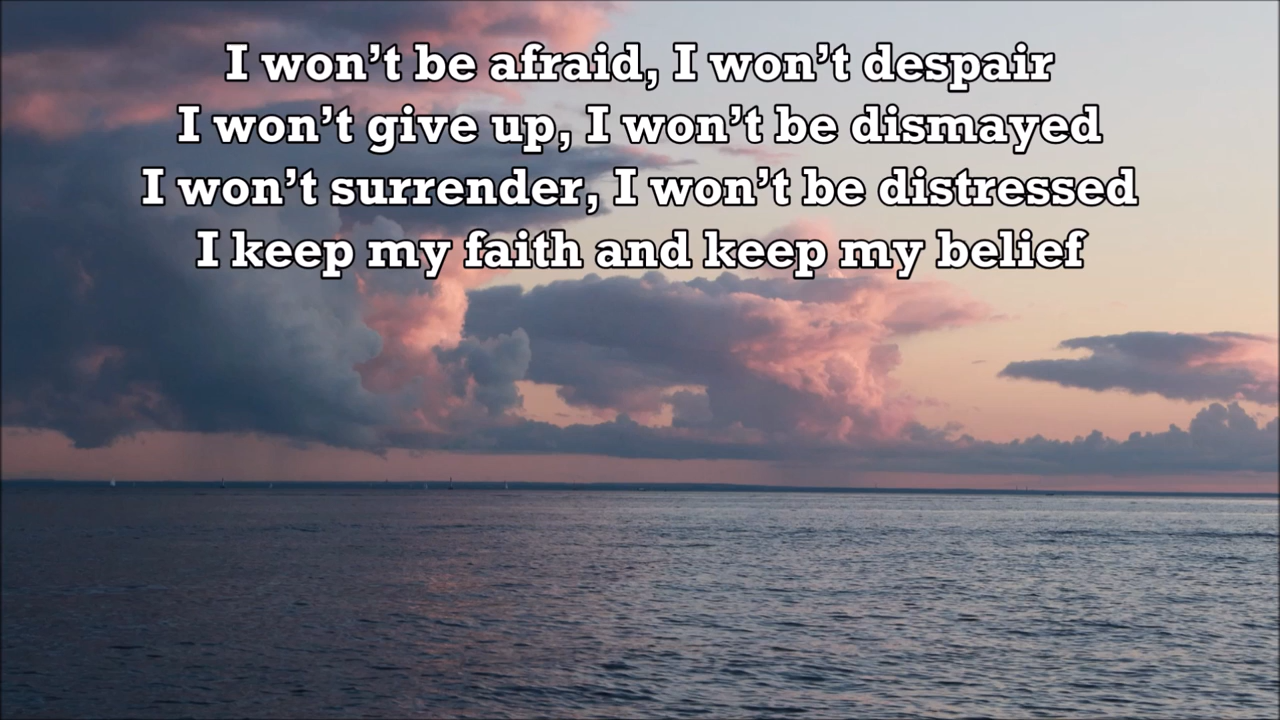 I won’t be afraid, I won’t despair
I won’t give up, I won’t be dismayed
I won’t surrender, I won’t be distressed
I keep my faith and keep my belief